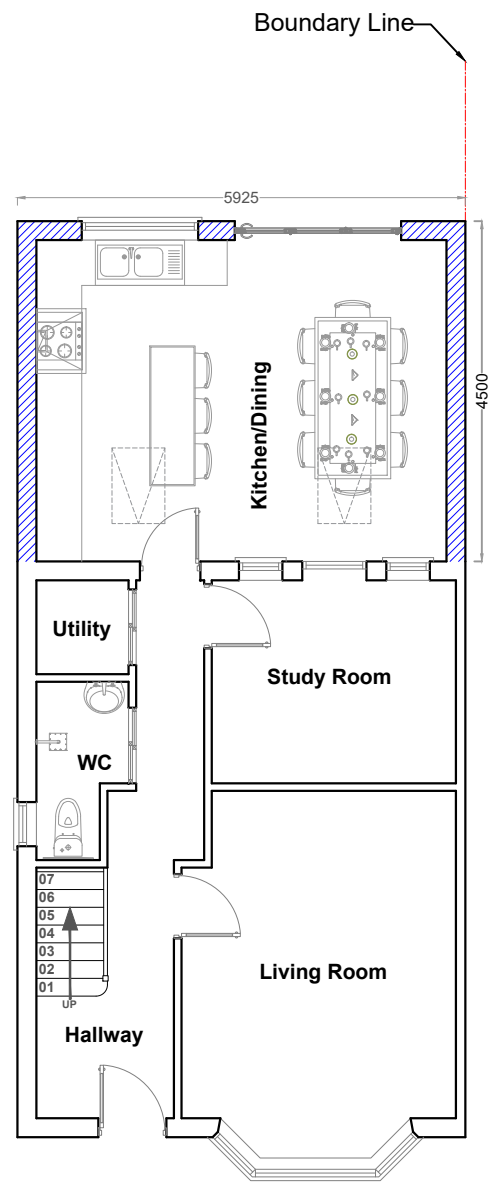 Boundary Line
5925
4500
Kitchen/Dining
Utility
Study Room
WC
07
06
05
04
03
02
01
UP
Living Room
Hallway